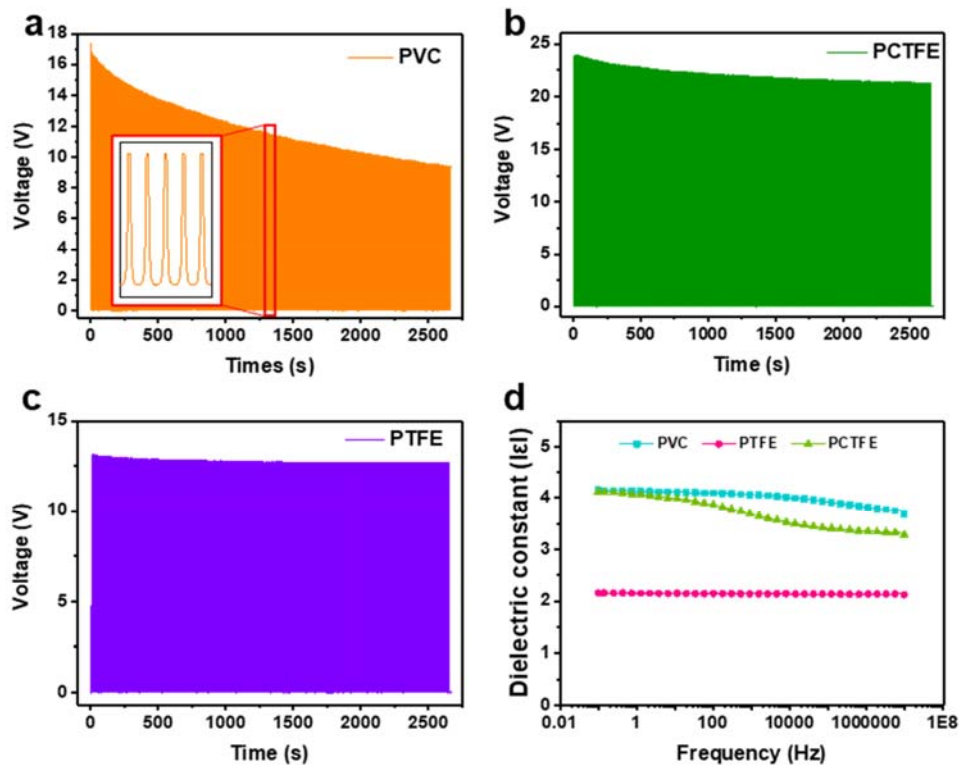 a
18
16
14
12
10
8
6
4
2
0
Voltage (V)
PVC
0 500 1000 1500 2000 2500
Times (s)
b
25
20
15
10
5
0
Voltage (V)
PCTFE
0 500 1000 1500 2000 2500
Time (s)
c
15
10
5
0
Voltage (V)
PTFE
0 500 1000 1500 2000 2500
Time (s)
d
5
4
3
2
1
0
Dielectric constant (IεI)
PVC PTFE PCTFE
0.01 1 100 10000 1000000 1E8
Frequency (Hz)